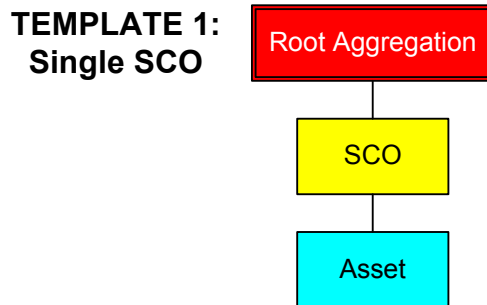 TEMPLATE 1:
Single SCO
Root Aggregation
SCO
Asset